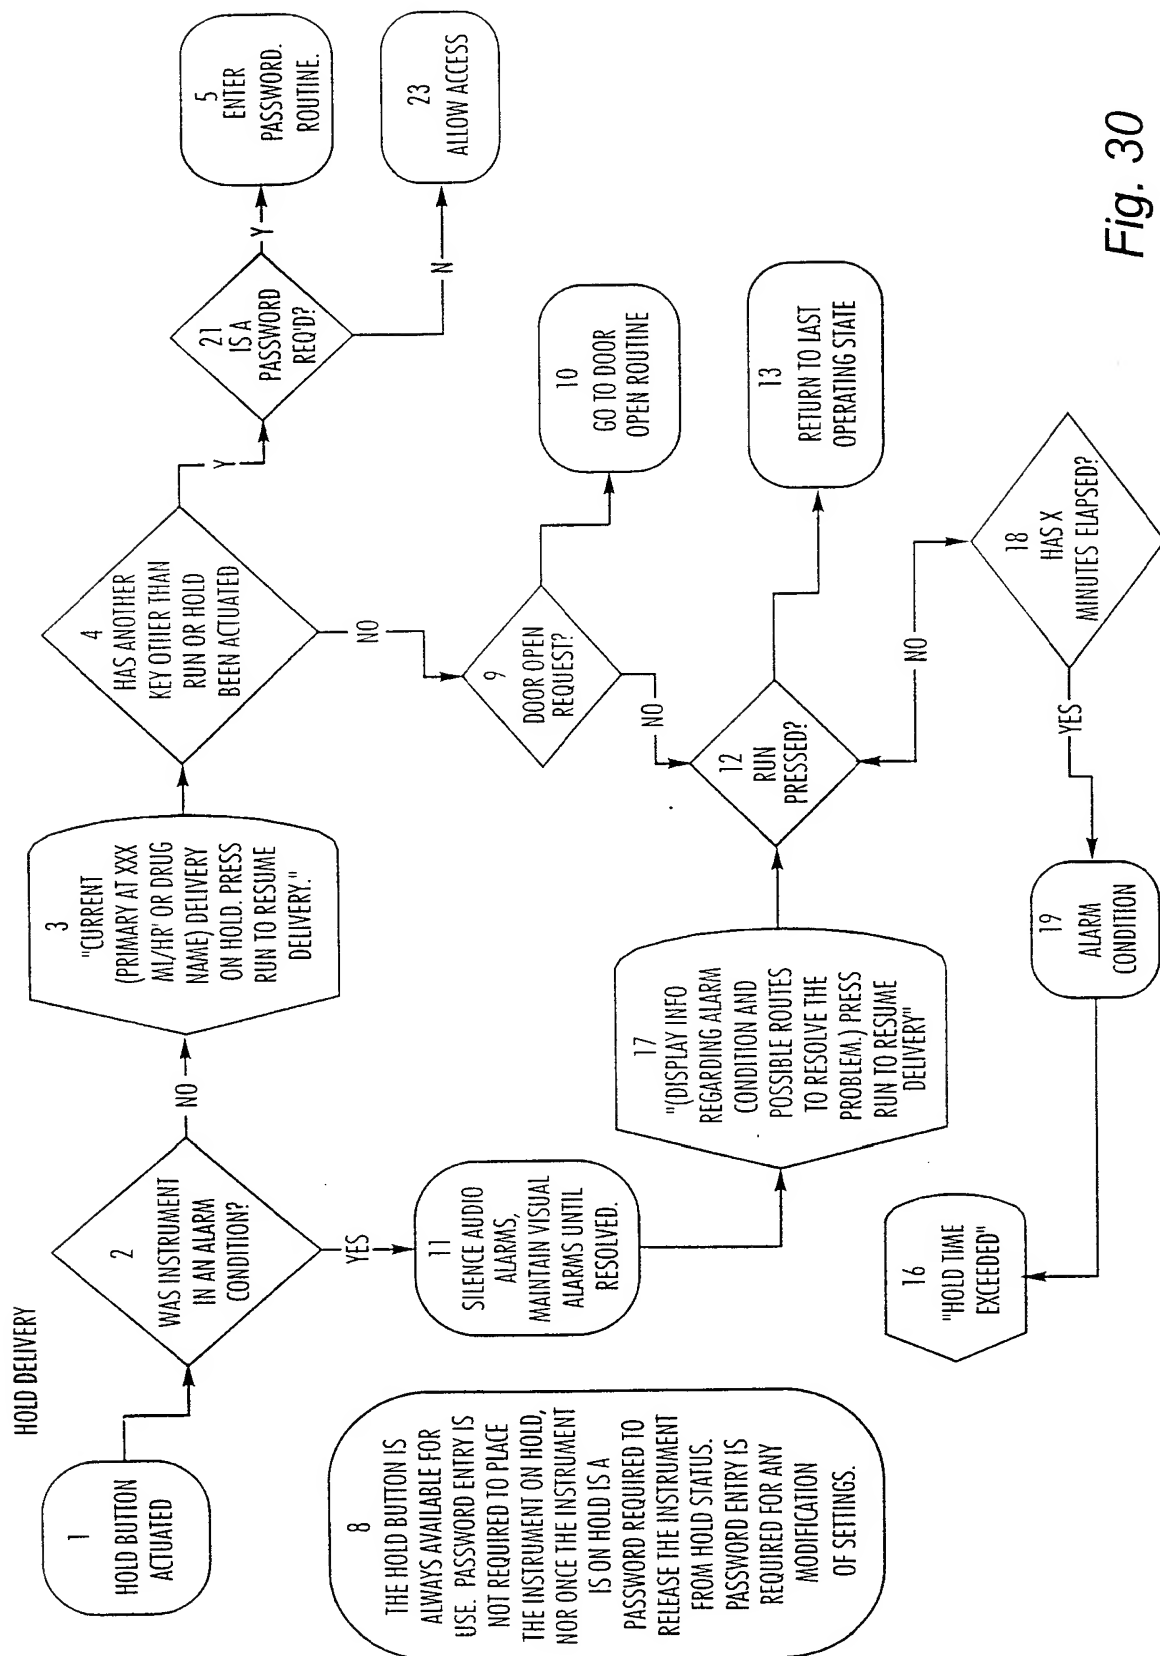 HOLD DELIVERY
1
HOLD BUTTON
ACTUATED
2
WAS INSTRUMENT
IN AN ALARM
CONDITION?
NO
YES
3
"CURRENT
(PRIMARY AT XXX
ML/HR' OR DRUG
NAME) DELIVERY
ON HOLD. PRESS
RUN TO RESUME
DELIVERY."
4
HAS ANOTHER
KEY OTHER THAN
RUN OR HOLD
BEEN ACTUATED
Y
NO
21
IS A
PASSWORD
REQ'D?
Y
N
5
ENTER
PASSWORD.
ROUTINE.
23
ALLOW ACCESS
9
DOOR OPEN
REQUEST?
NO
10
GO TO DOOR
OPEN ROUTINE
11
SILENCE AUDIO
ALARMS,
MAINTAIN VISUAL
ALARMS UNTIL
RESOLVED.
17
"(DISPLAY INFO
REGARDING ALARM
CONDITION AND
POSSIBLE ROUTES
TO RESOLVE THE
PROBLEM.) PRESS
RUN TO RESUME
DELIVERY"
12
RUN
PRESSED?
NO
13
RETURN TO LAST
OPERATING STATE
18
HAS X
MINUTES ELAPSED?
YES
19
ALARM
CONDITION
16
"HOLD TIME
EXCEEDED"
8
THE HOLD BUTTON IS
ALWAYS AVAILABLE FOR
USE. PASSWORD ENTRY IS
NOT REQUIRED TO PLACE
THE INSTRUMENT ON HOLD,
NOR ONCE THE INSTRUMENT
IS ON HOLD IS A
PASSWORD REQUIRED TO
RELEASE THE INSTRUMENT
FROM HOLD STATUS.
PASSWORD ENTRY IS
REQUIRED FOR ANY
MODIFICATION
OF SETTINGS.
Fig. 30